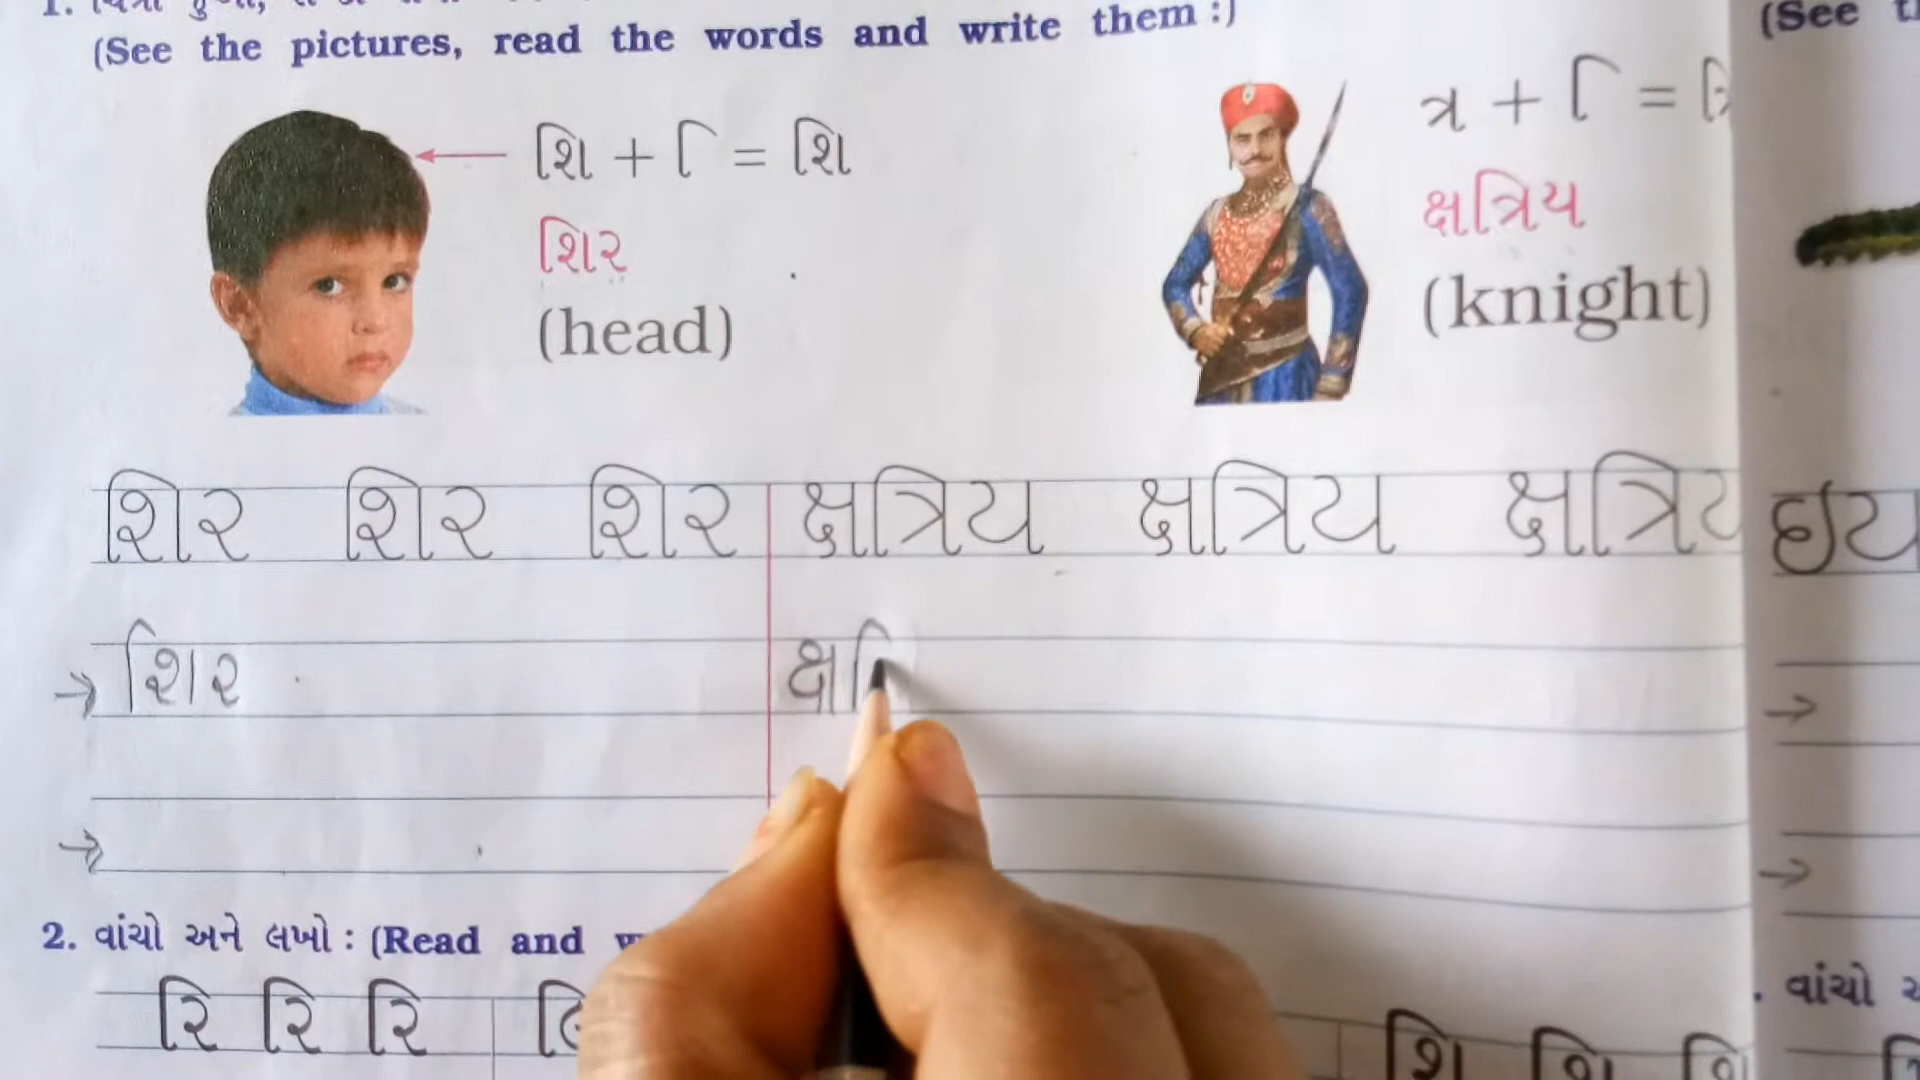 (See the pictures, read the words and write them :)
(See
શિ + િ = શિ
શિર
(head)
ત્ર + િ =
ક્ષત્રિય
(knight)
શિર શિર શિર ક્ષત્રિય ક્ષત્રિય ક્ષત્રિય
શિર ક્ષ
2. વાંચો અને લખો : (Read and
રિ રિ રિ
શિ શિ શિ
વાંચો